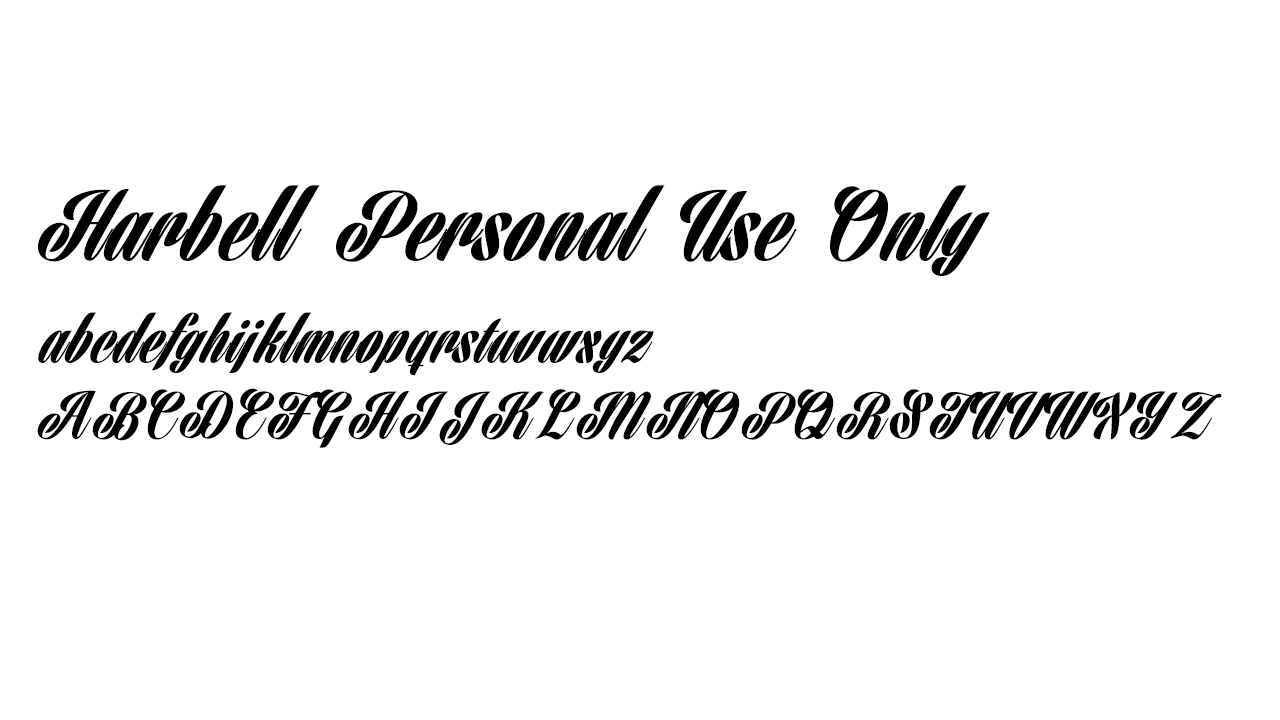 Harbell Personal Use Only
abcdefghijklmnopqrstuvwxyz
ABCDEFGHIJKLMNOPQRSTUVWXYZ